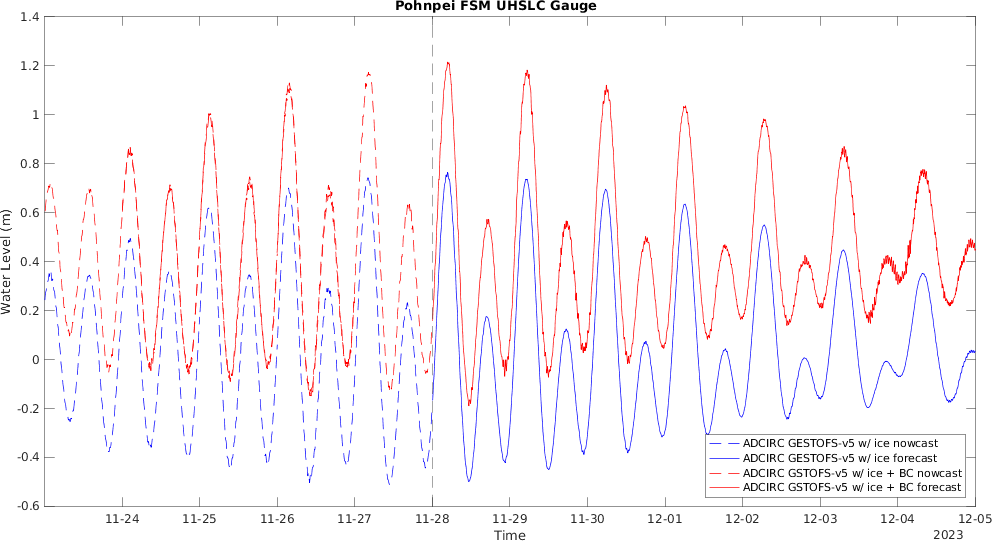 Pohnpei FSM UHSLC Gauge
1.4
1.2
1
0.8
0.6
0.4
0.2
0
-0.2
-0.4
-0.6
Water Level (m)
ADCIRC GESTOFS-v5 w/ ice nowcast
ADCIRC GESTOFS-v5 w/ ice forecast
ADCIRC GSTOFS-v5 w/ ice + BC nowcast
ADCIRC GSTOFS-v5 w/ ice + BC forecast
11-24 11-25 11-26 11-27 11-28 11-29 11-30 12-01 12-02 12-03 12-04 12-05
Time
2023